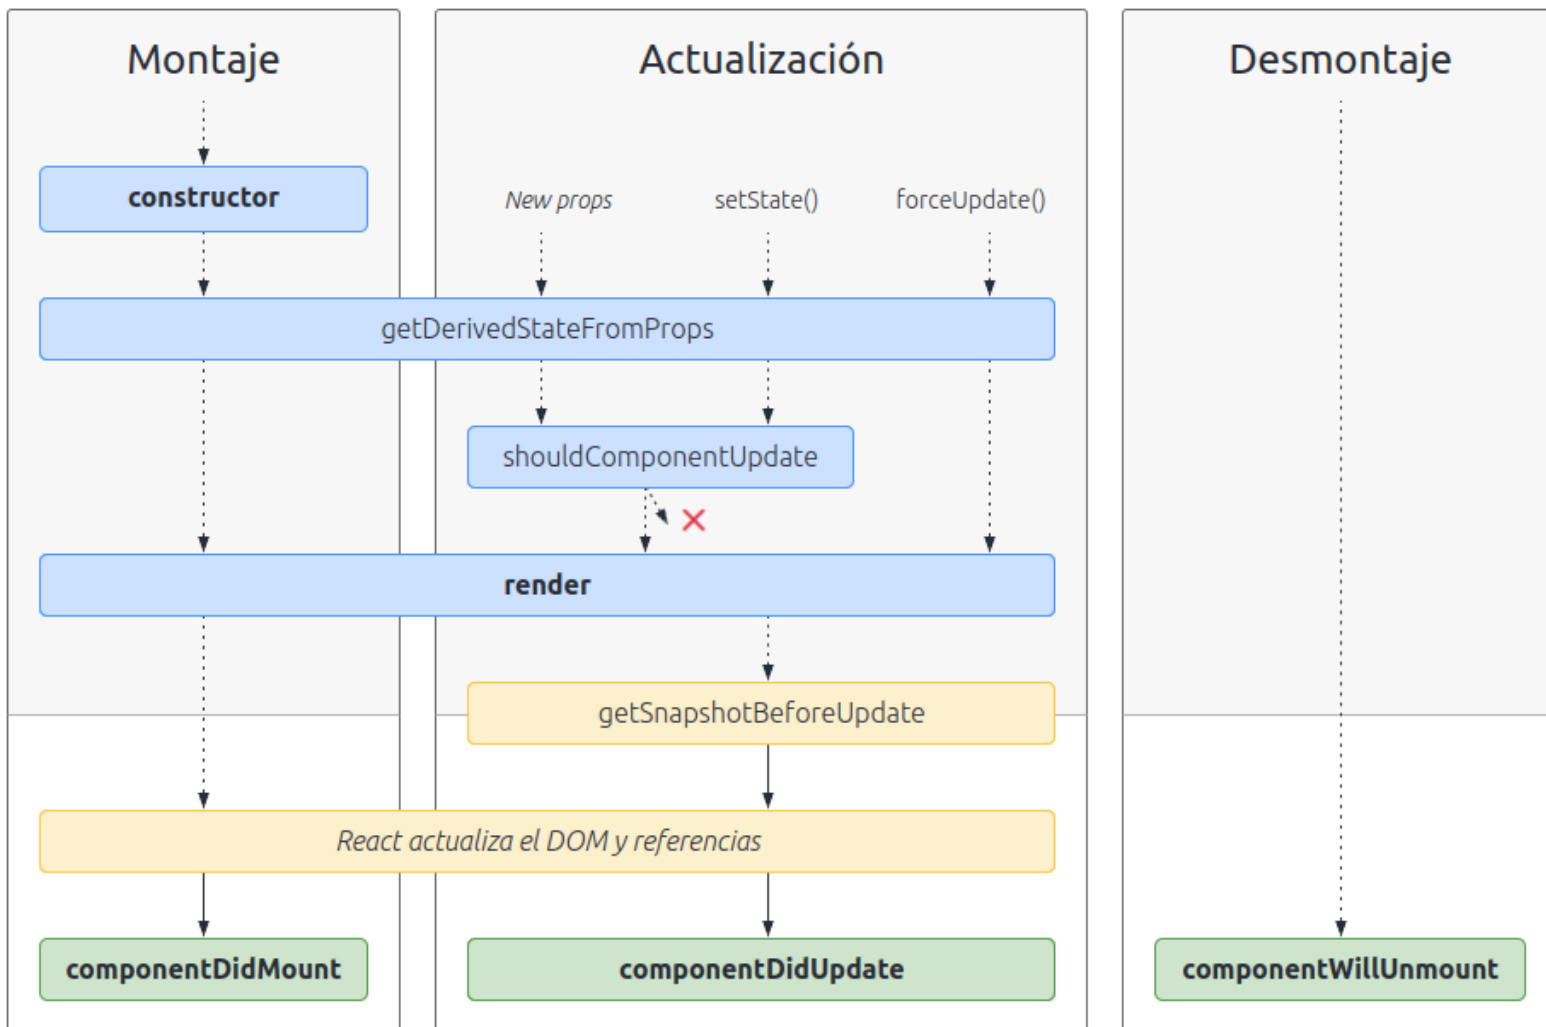 Montaje
Actualización
Desmontaje
constructor
New props
setState()
forceUpdate()
getDerivedStateFromProps
shouldComponentUpdate
render
getSnapshotBeforeUpdate
React actualiza el DOM y referencias
componentDidMount
componentDidUpdate
componentWillUnmount